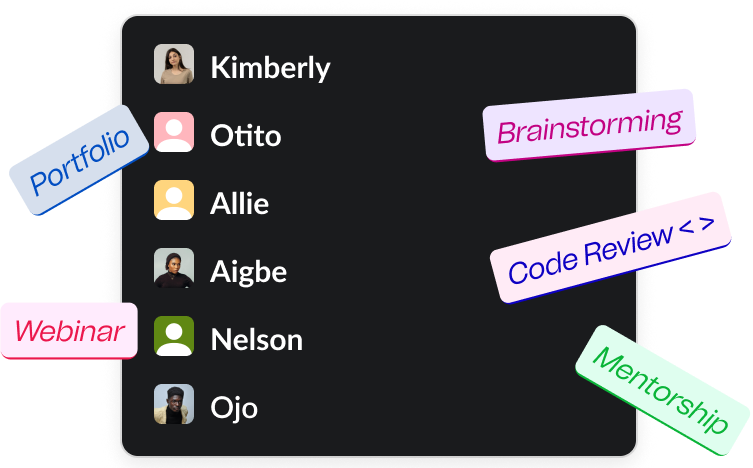 Kimberly
Otito
Allie
Aigbe
Nelson
Ojo
Portfolio
Webinar
Brainstorming
Code Review < >
Mentorship